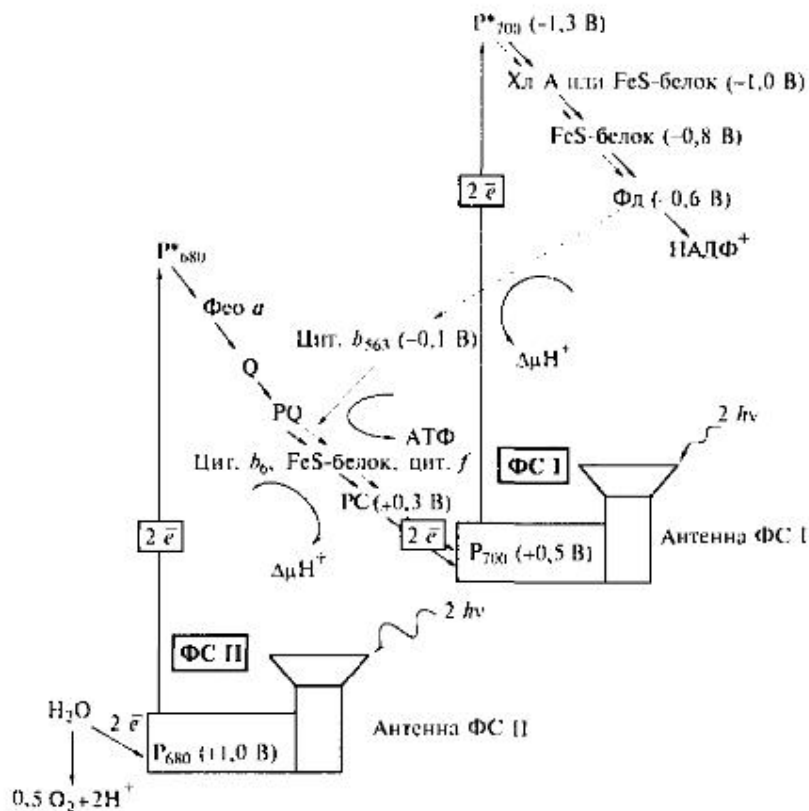 P*700 (–1,3 В)
Хл А или FeS-белок (–1,0 В)
FeS-белок (–0,8 В)
2 ē
Фд (–0,6 В)
НАДФ⁺
P*680
Фео a
Цит. b563 (–0,1 В)
ΔμH⁺
Q
PQ
АТФ
2 hν
Цит. b6, FeS-белок, цит. f
ФС I
PC (+0,3 В)
2 ē
2 ē
P700 (+0,5 В)
Антенна ФС I
ΔμH⁺
2 hν
ФС II
H2O
2 ē
Антенна ФС II
P680 (+1,0 В)
0,5 O2+2H⁺